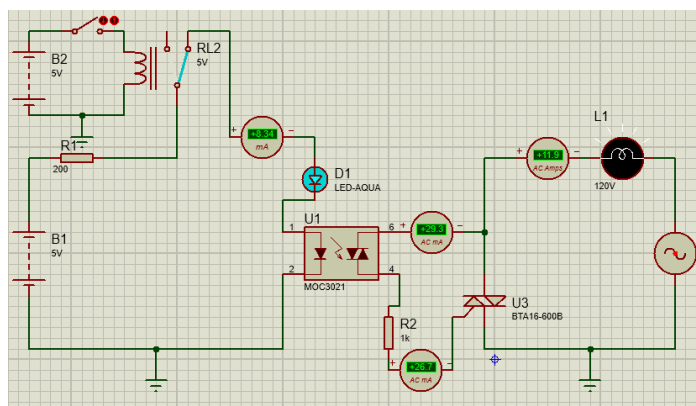 B2
5V
RL2
5V
R1
200
+ +8.34 −
mA
D1
LED-AQUA
B1
5V
U1
1
2
6
4
MOC3021
+ +29.3 −
AC mA
+ +11.9 −
AC Amps
L1
120V
U3
BTA16-600B
R2
1k
+ +26.7 −
AC mA